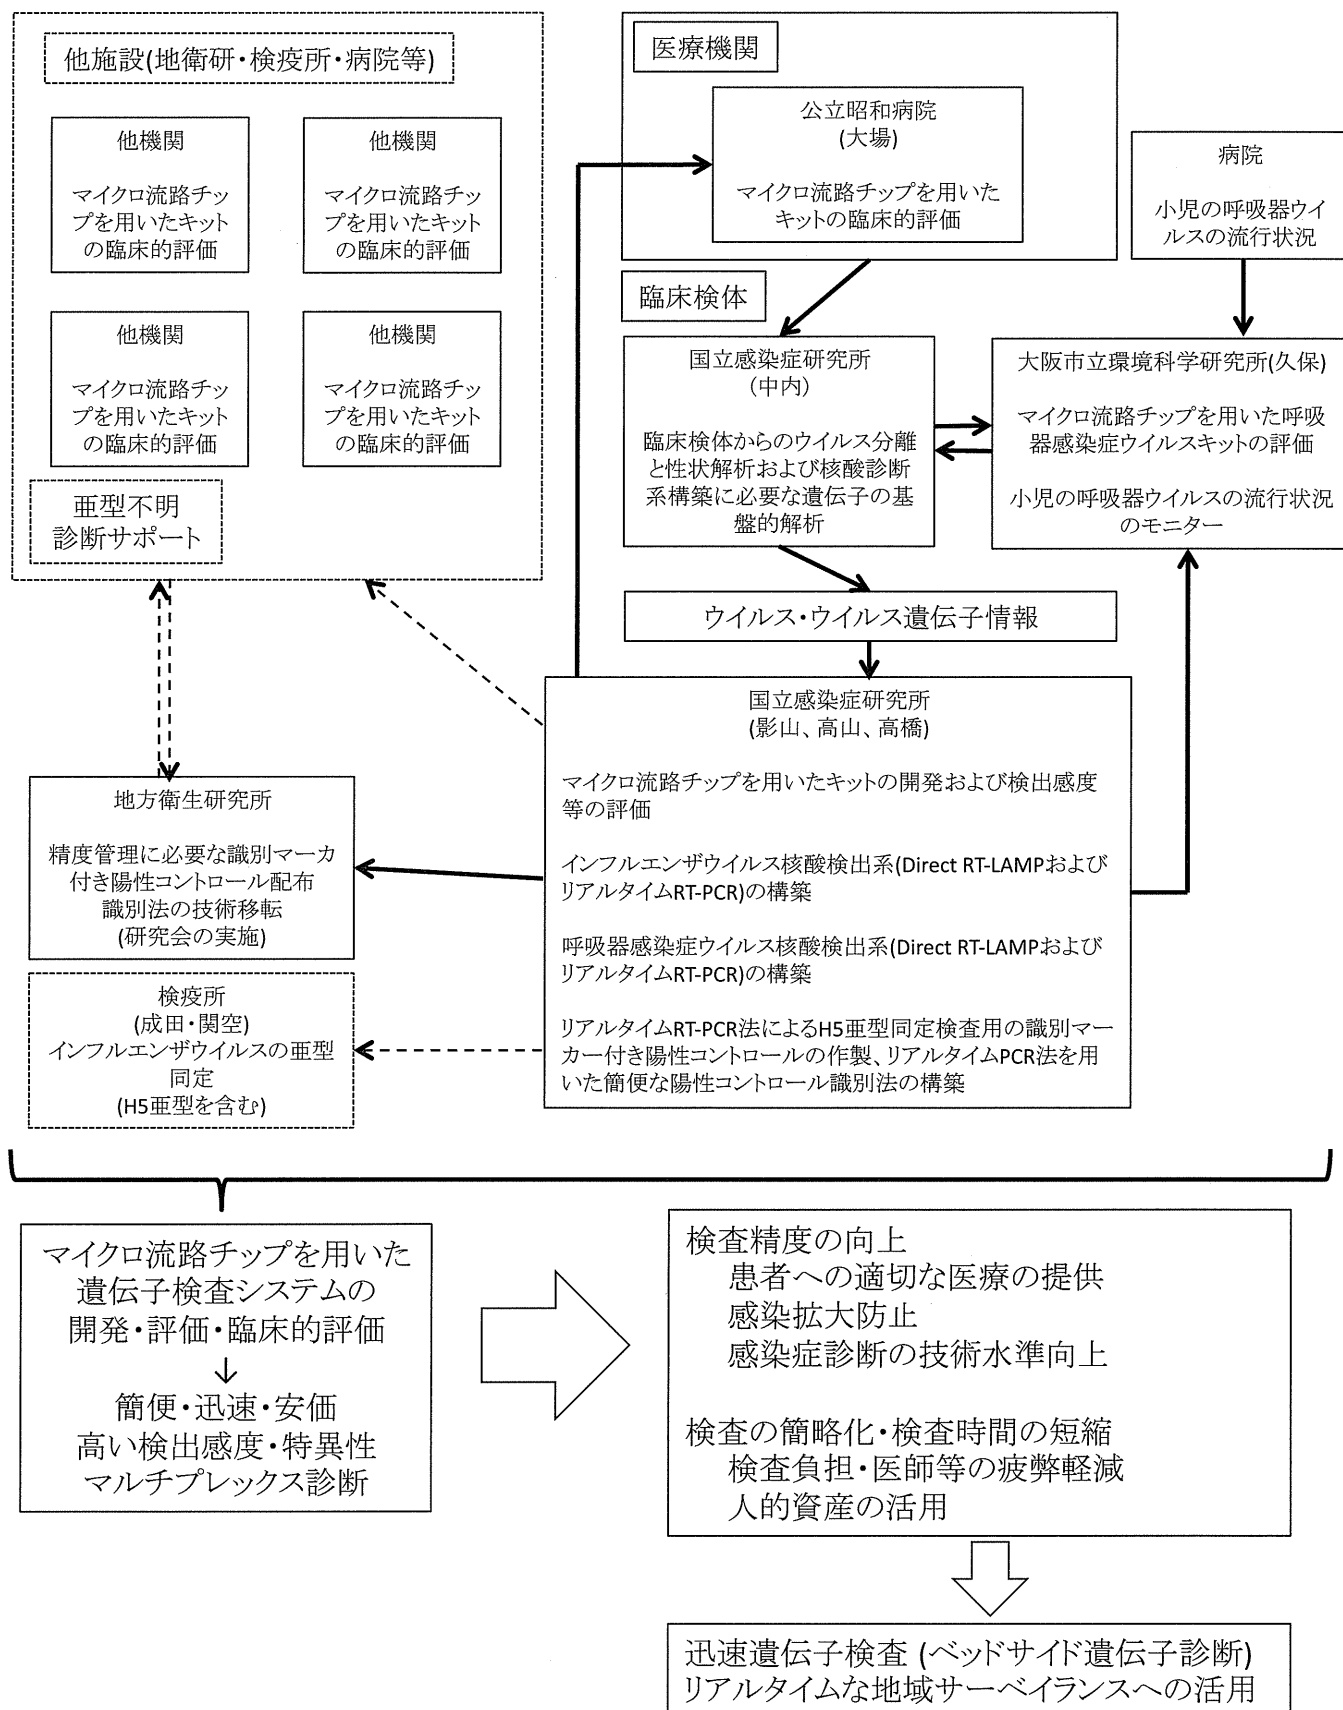 他施設(地衛研・検疫所・病院等)
他機関
マイクロ流路チッ
プを用いたキット
の臨床的評価
他機関
マイクロ流路チッ
プを用いたキット
の臨床的評価
他機関
マイクロ流路チッ
プを用いたキット
の臨床的評価
他機関
マイクロ流路チッ
プを用いたキット
の臨床的評価
亜型不明
診断サポート
医療機関
公立昭和病院
(大場)
マイクロ流路チップを用いた
キットの臨床的評価
病院
小児の呼吸器ウイ
ルスの流行状況
臨床検体
国立感染症研究所
(中内)
臨床検体からのウイルス分離
と性状解析および核酸診断
系構築に必要な遺伝子の基
盤的解析
大阪市立環境科学研究所(久保)
マイクロ流路チップを用いた呼吸
器感染症ウイルスキットの評価
小児の呼吸器ウイルスの流行状況
のモニター
ウイルス・ウイルス遺伝子情報
国立感染症研究所
(影山、高山、高橋)
マイクロ流路チップを用いたキットの開発および検出感度
等の評価
インフルエンザウイルス核酸検出系(Direct RT-LAMPおよび
リアルタイムRT-PCR)の構築
呼吸器感染症ウイルス核酸検出系(Direct RT-LAMPおよび
リアルタイムRT-PCR)の構築
リアルタイムRT-PCR法によるH5亜型同定検査用の識別マ
ーカー付き陽性コントロールの作製、リアルタイムPCR法を用
いた簡便な陽性コントロール識別法の構築
地方衛生研究所
精度管理に必要な識別マーカ
付き陽性コントロール配布
識別法の技術移転
(研究会の実施)
検疫所
(成田・関空)
インフルエンザウイルスの亜型
同定
(H5亜型を含む)
マイクロ流路チップを用いた
遺伝子検査システムの
開発・評価・臨床的評価
↓
簡便・迅速・安価
高い検出感度・特異性
マルチプレックス診断
検査精度の向上
患者への適切な医療の提供
感染拡大防止
感染症診断の技術水準向上
検査の簡略化・検査時間の短縮
検査負担・医師等の疲弊軽減
人的資産の活用
迅速遺伝子検査 (ベッドサイド遺伝子診断)
リアルタイムな地域サーベイランスへの活用